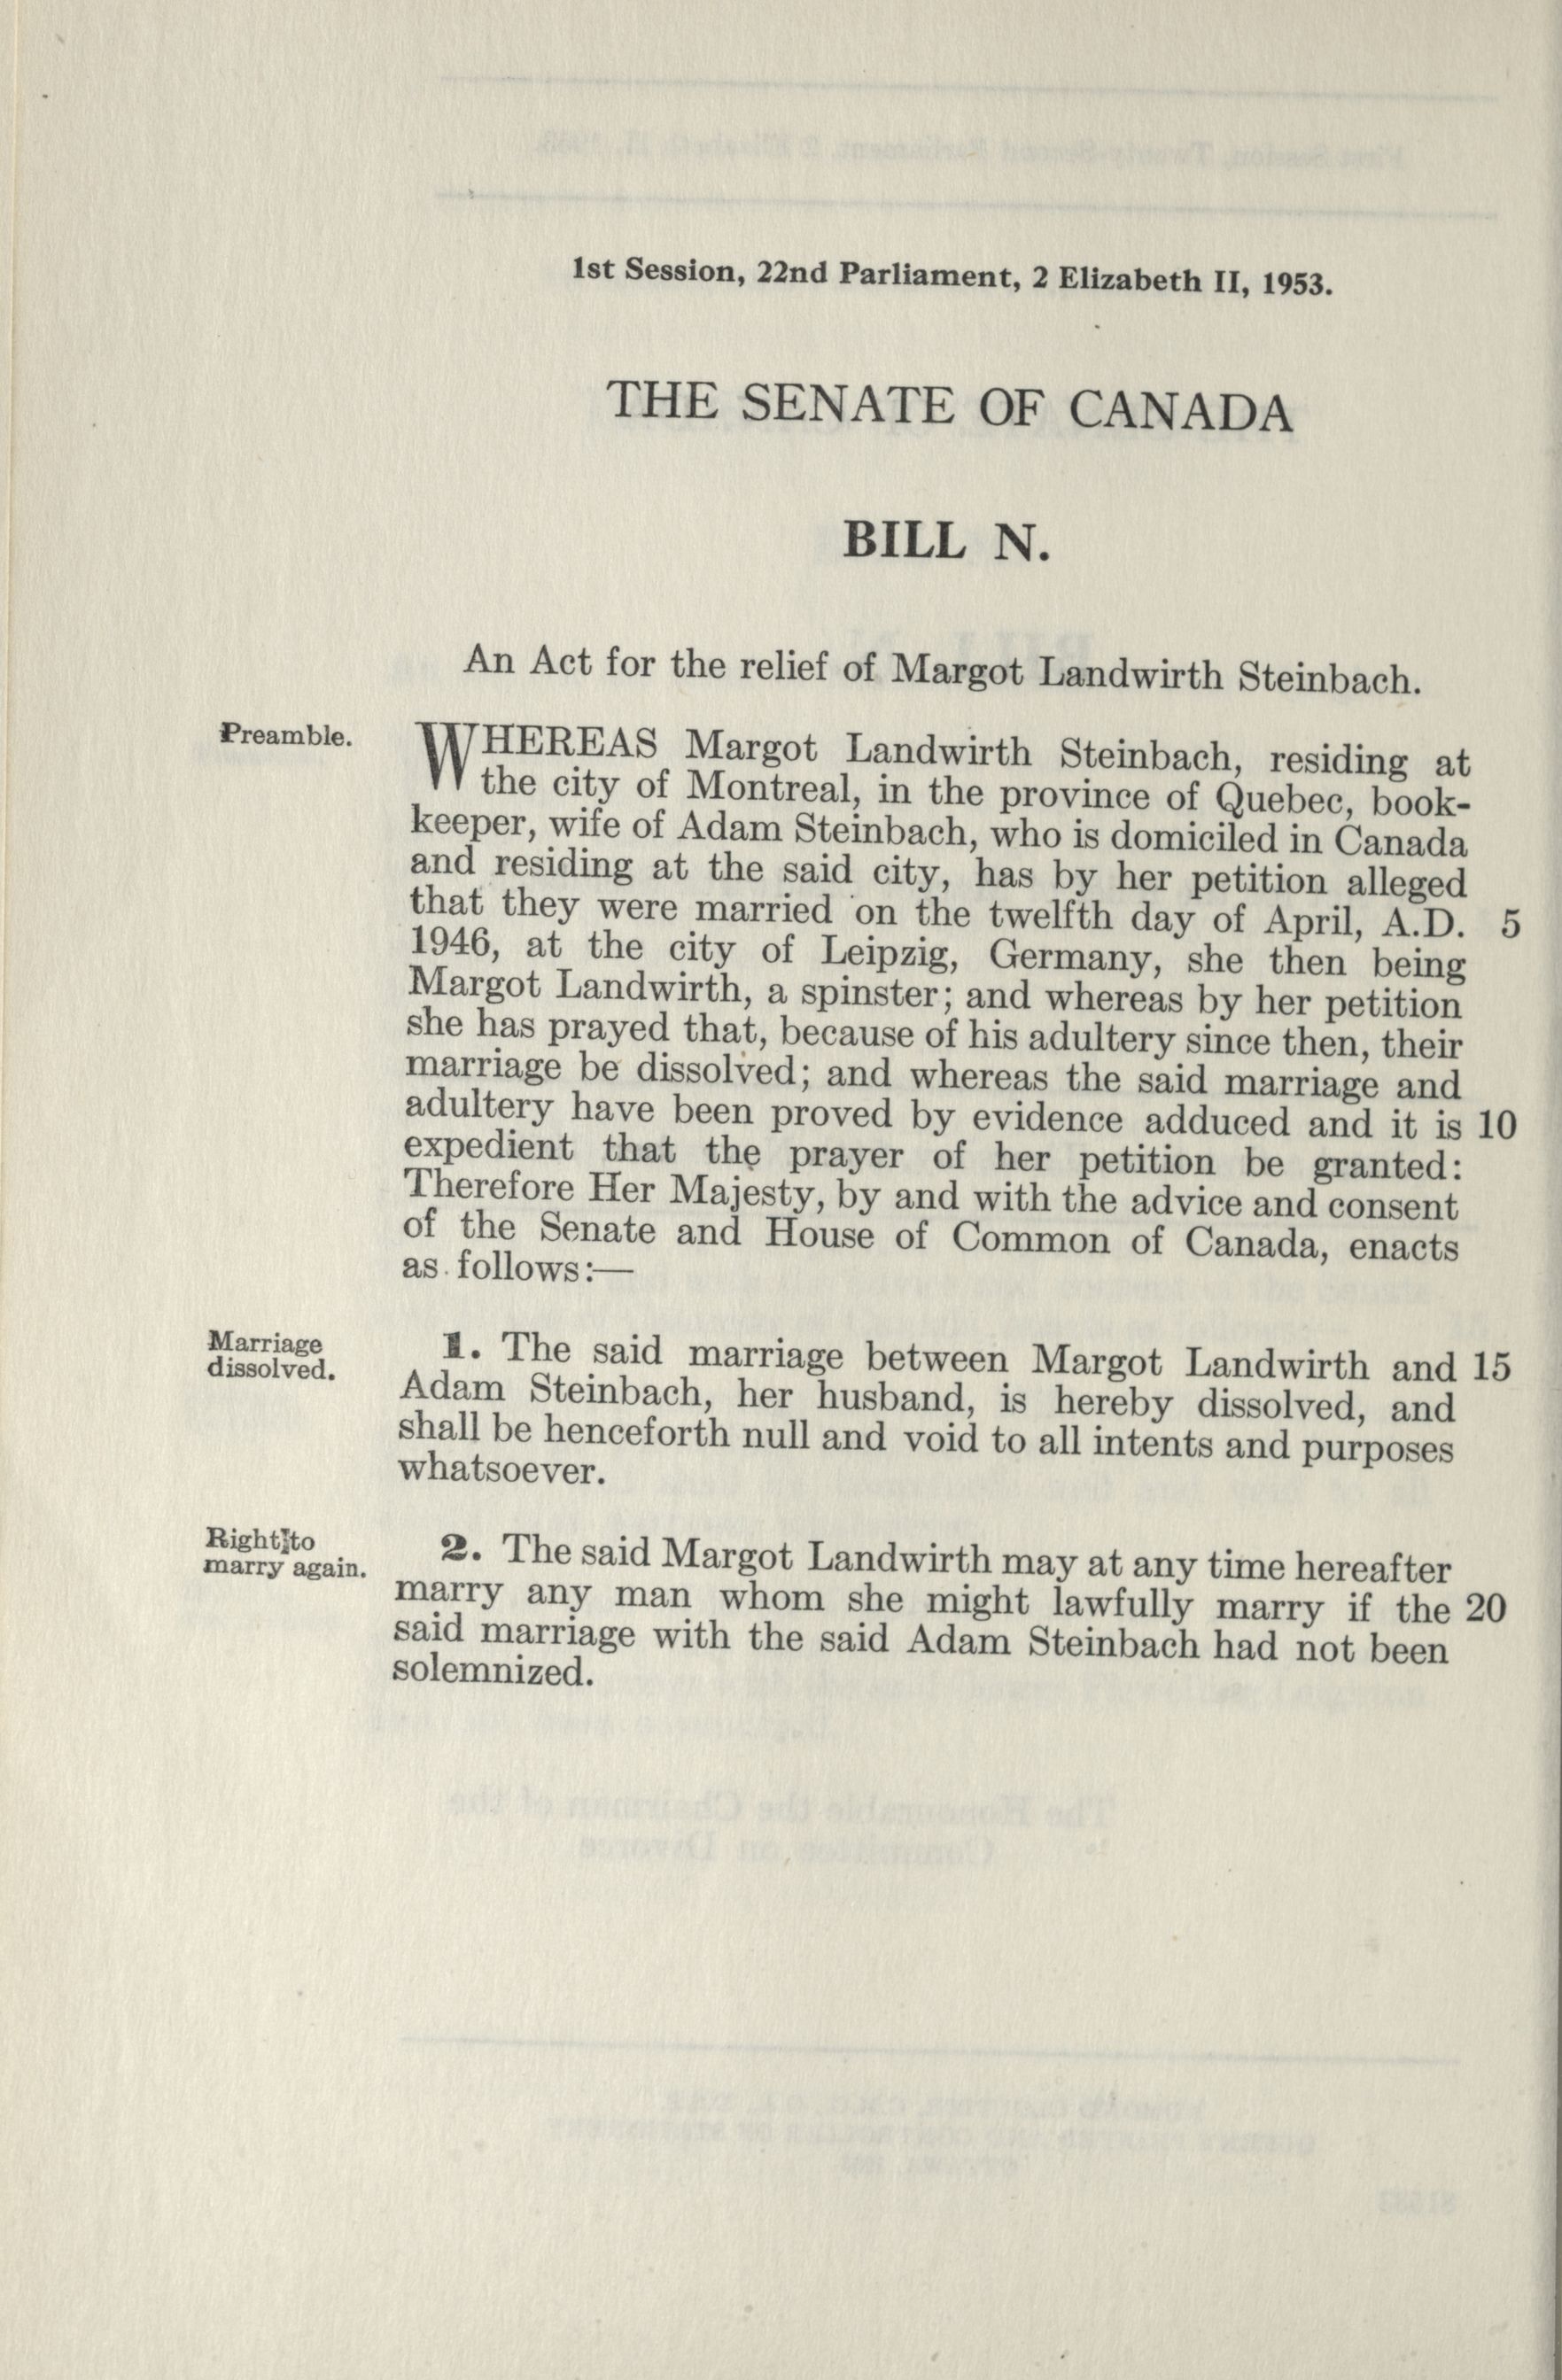 1st Session, 22nd Parliament, 2 Elizabeth II, 1953.
THE SENATE OF CANADA
BILL N.
An Act for the relief of Margot Landwirth Steinbach.
Preamble.
WHEREAS Margot Landwirth Steinbach, residing at
the city of Montreal, in the province of Quebec, book-
keeper, wife of Adam Steinbach, who is domiciled in Canada
and residing at the said city, has by her petition alleged
that they were married on the twelfth day of April, A.D. 5
1946, at the city of Leipzig, Germany, she then being
Margot Landwirth, a spinster; and whereas by her petition
she has prayed that, because of his adultery since then, their
marriage be dissolved; and whereas the said marriage and
adultery have been proved by evidence adduced and it is 10
expedient that the prayer of her petition be granted:
Therefore Her Majesty, by and with the advice and consent
of the Senate and House of Common of Canada, enacts
as follows:—
Marriage
dissolved.
1. The said marriage between Margot Landwirth and 15
Adam Steinbach, her husband, is hereby dissolved, and
shall be henceforth null and void to all intents and purposes
whatsoever.
Right to
marry again.
2. The said Margot Landwirth may at any time hereafter
marry any man whom she might lawfully marry if the 20
said marriage with the said Adam Steinbach had not been
solemnized.